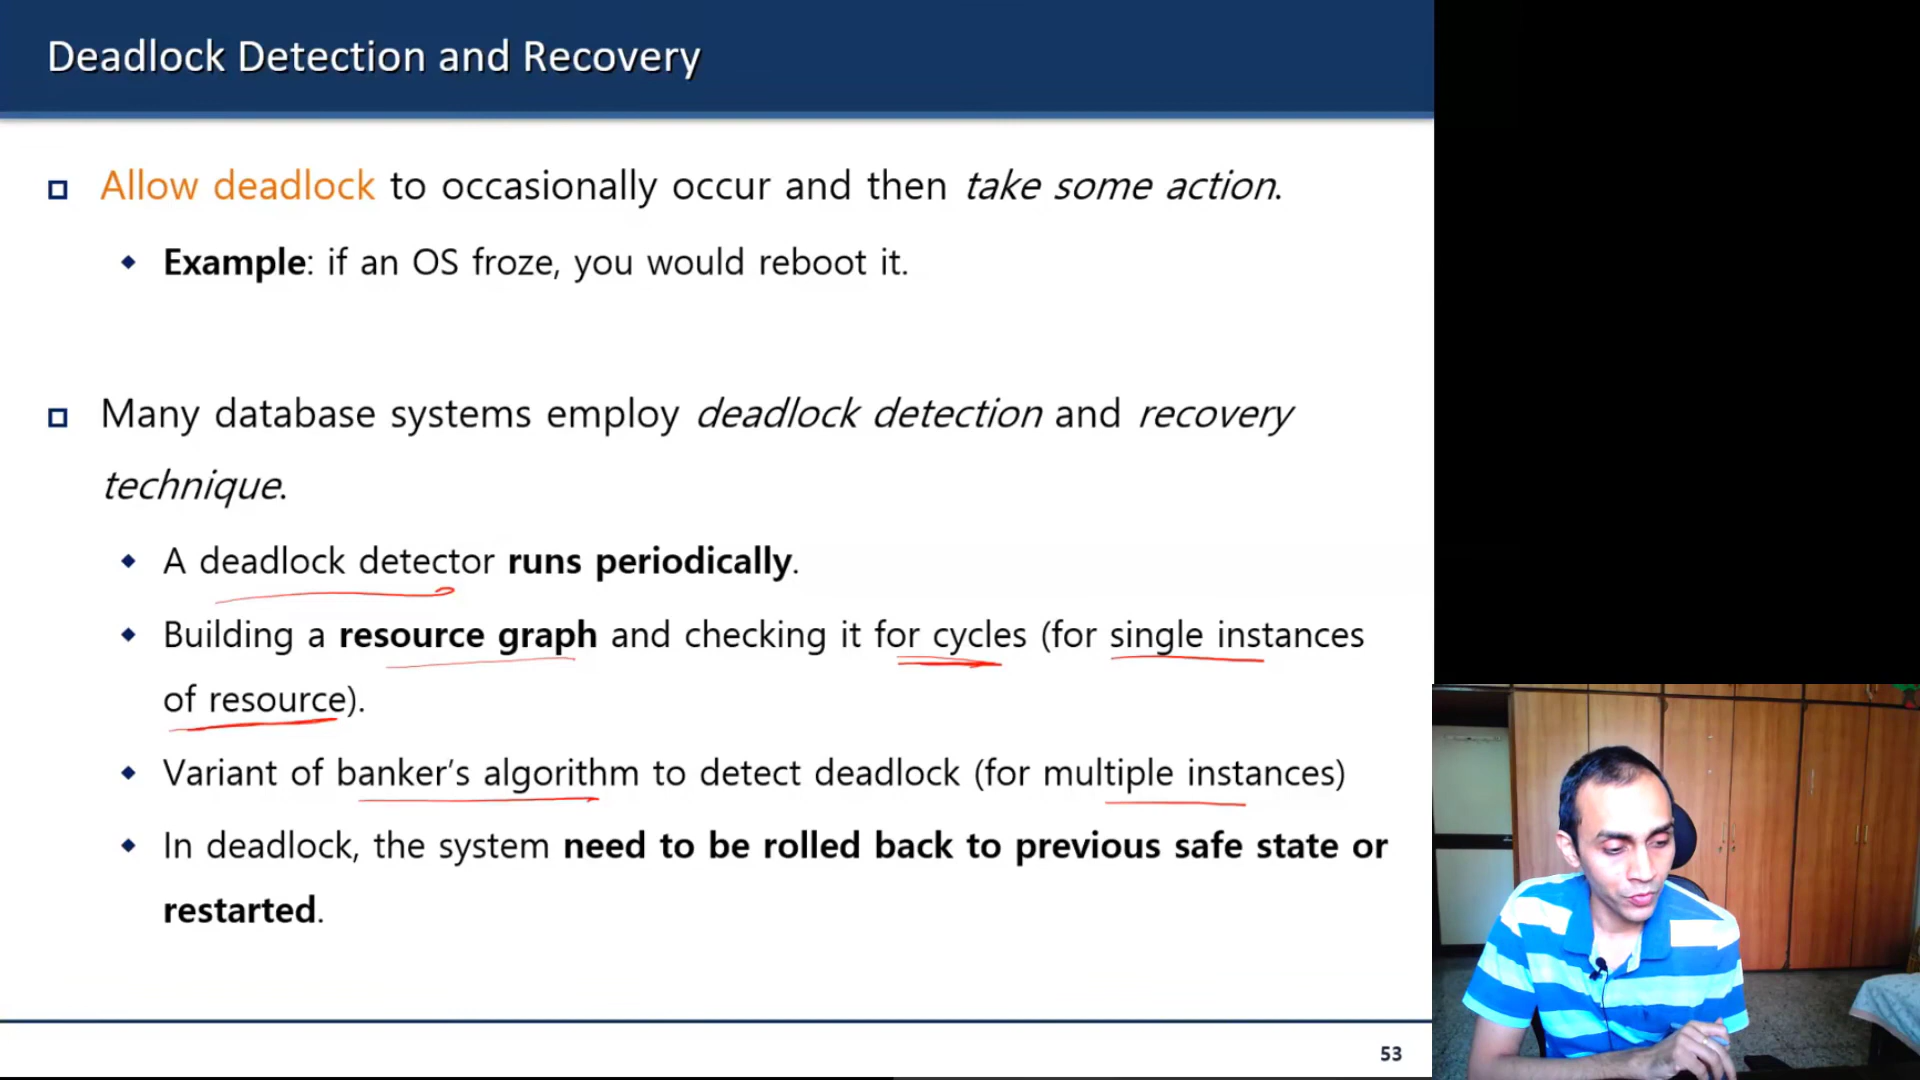 Deadlock Detection and Recovery
Allow deadlock to occasionally occur and then take some action.
Example: if an OS froze, you would reboot it.
Many database systems employ deadlock detection and recovery
technique.
A deadlock detector runs periodically.
Building a resource graph and checking it for cycles (for single instances
of resource).
Variant of banker's algorithm to detect deadlock (for multiple instances)
In deadlock, the system need to be rolled back to previous safe state or
restarted.
53